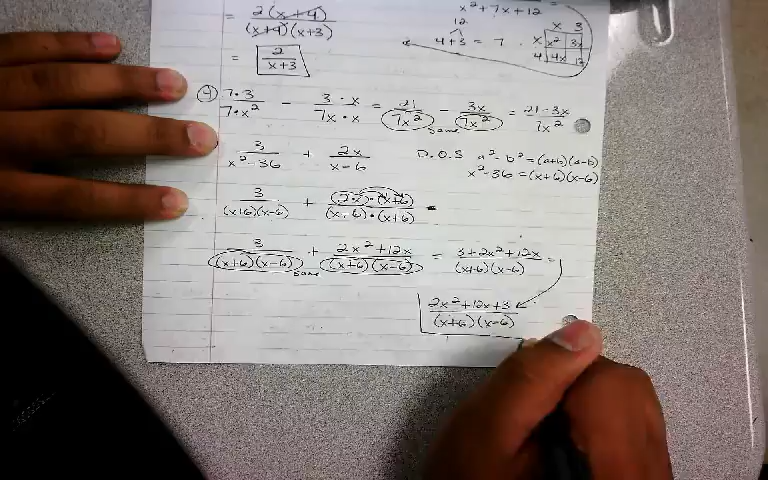 = 2(x+4) / (x+4)(x+3)
= 2 / x+3
x²+7x+12 =
12
4+3 = 7 .
x 3
x x² 3x
4 4x 12
④ 7·3 / 7·x² - 3·x / 7x·x = 21 / 7x² - 3x / 7x² = 21-3x / 7x²
same
3 / x²-36 + 2x / x-6 D.O.S a²-b²=(a+b)(a-b)
x²-36=(x+6)(x-6)
3 / (x+6)(x-6) + (2x)·(x+6) / (x-6)·(x+6) =
3 / (x+6)(x-6) + 2x²+12x / (x+6)(x-6) = 3+2x²+12x / (x+6)(x-6) =
same
2x²+12x+3 / (x+6)(x-6)